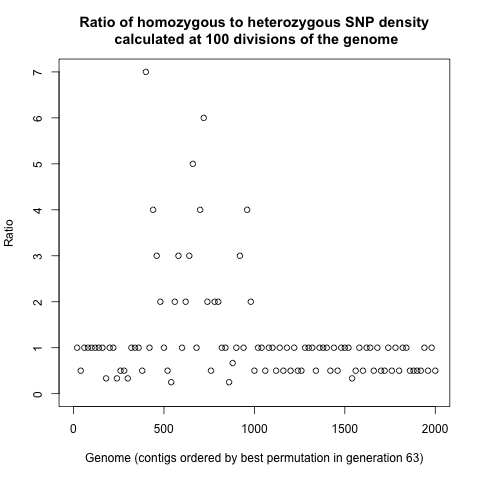 Ratio of homozygous to heterozygous SNP density
calculated at 100 divisions of the genome
7
6
5
4
3
2
1
0
Ratio
0 500 1000 1500 2000
Genome (contigs ordered by best permutation in generation 63)